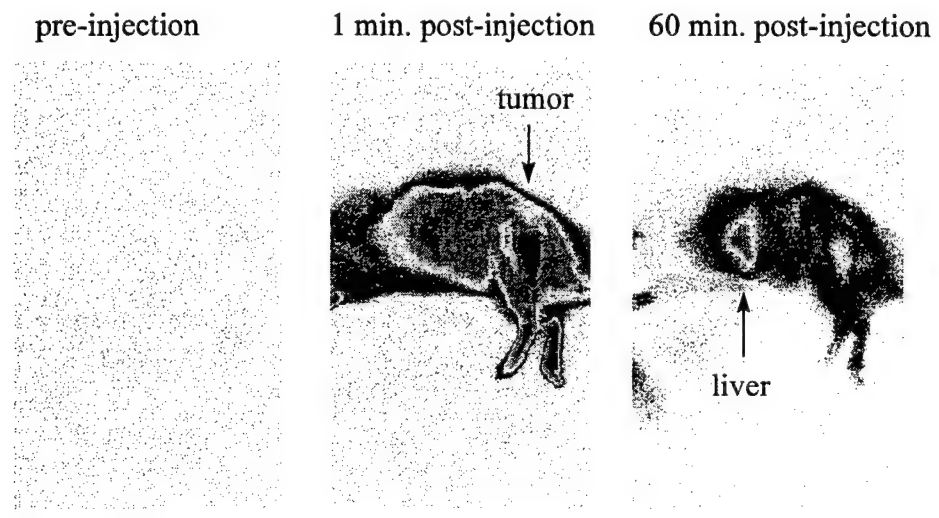 pre-injection
1 min. post-injection
60 min. post-injection
tumor
liver